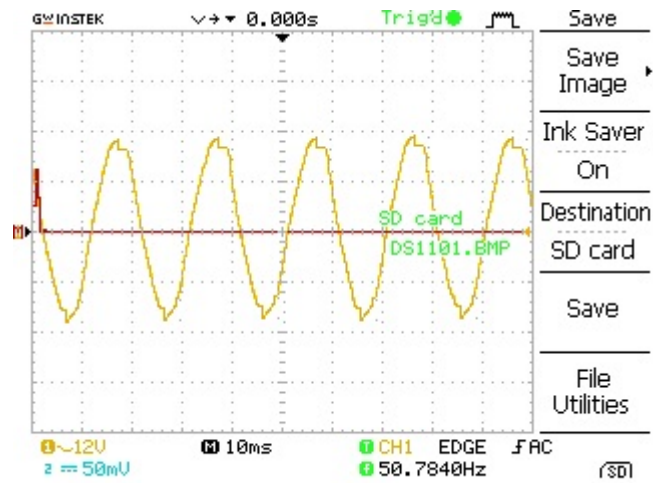 GW INSTEK 0.000s Trig'd Save
Save
Image
Ink Saver
On
Destination
SD card
Save
File
Utilities
SD card
DS1101.BMP
1 12V M 10ms T CH1 EDGE AC
2 50mV f 50.7840Hz SD